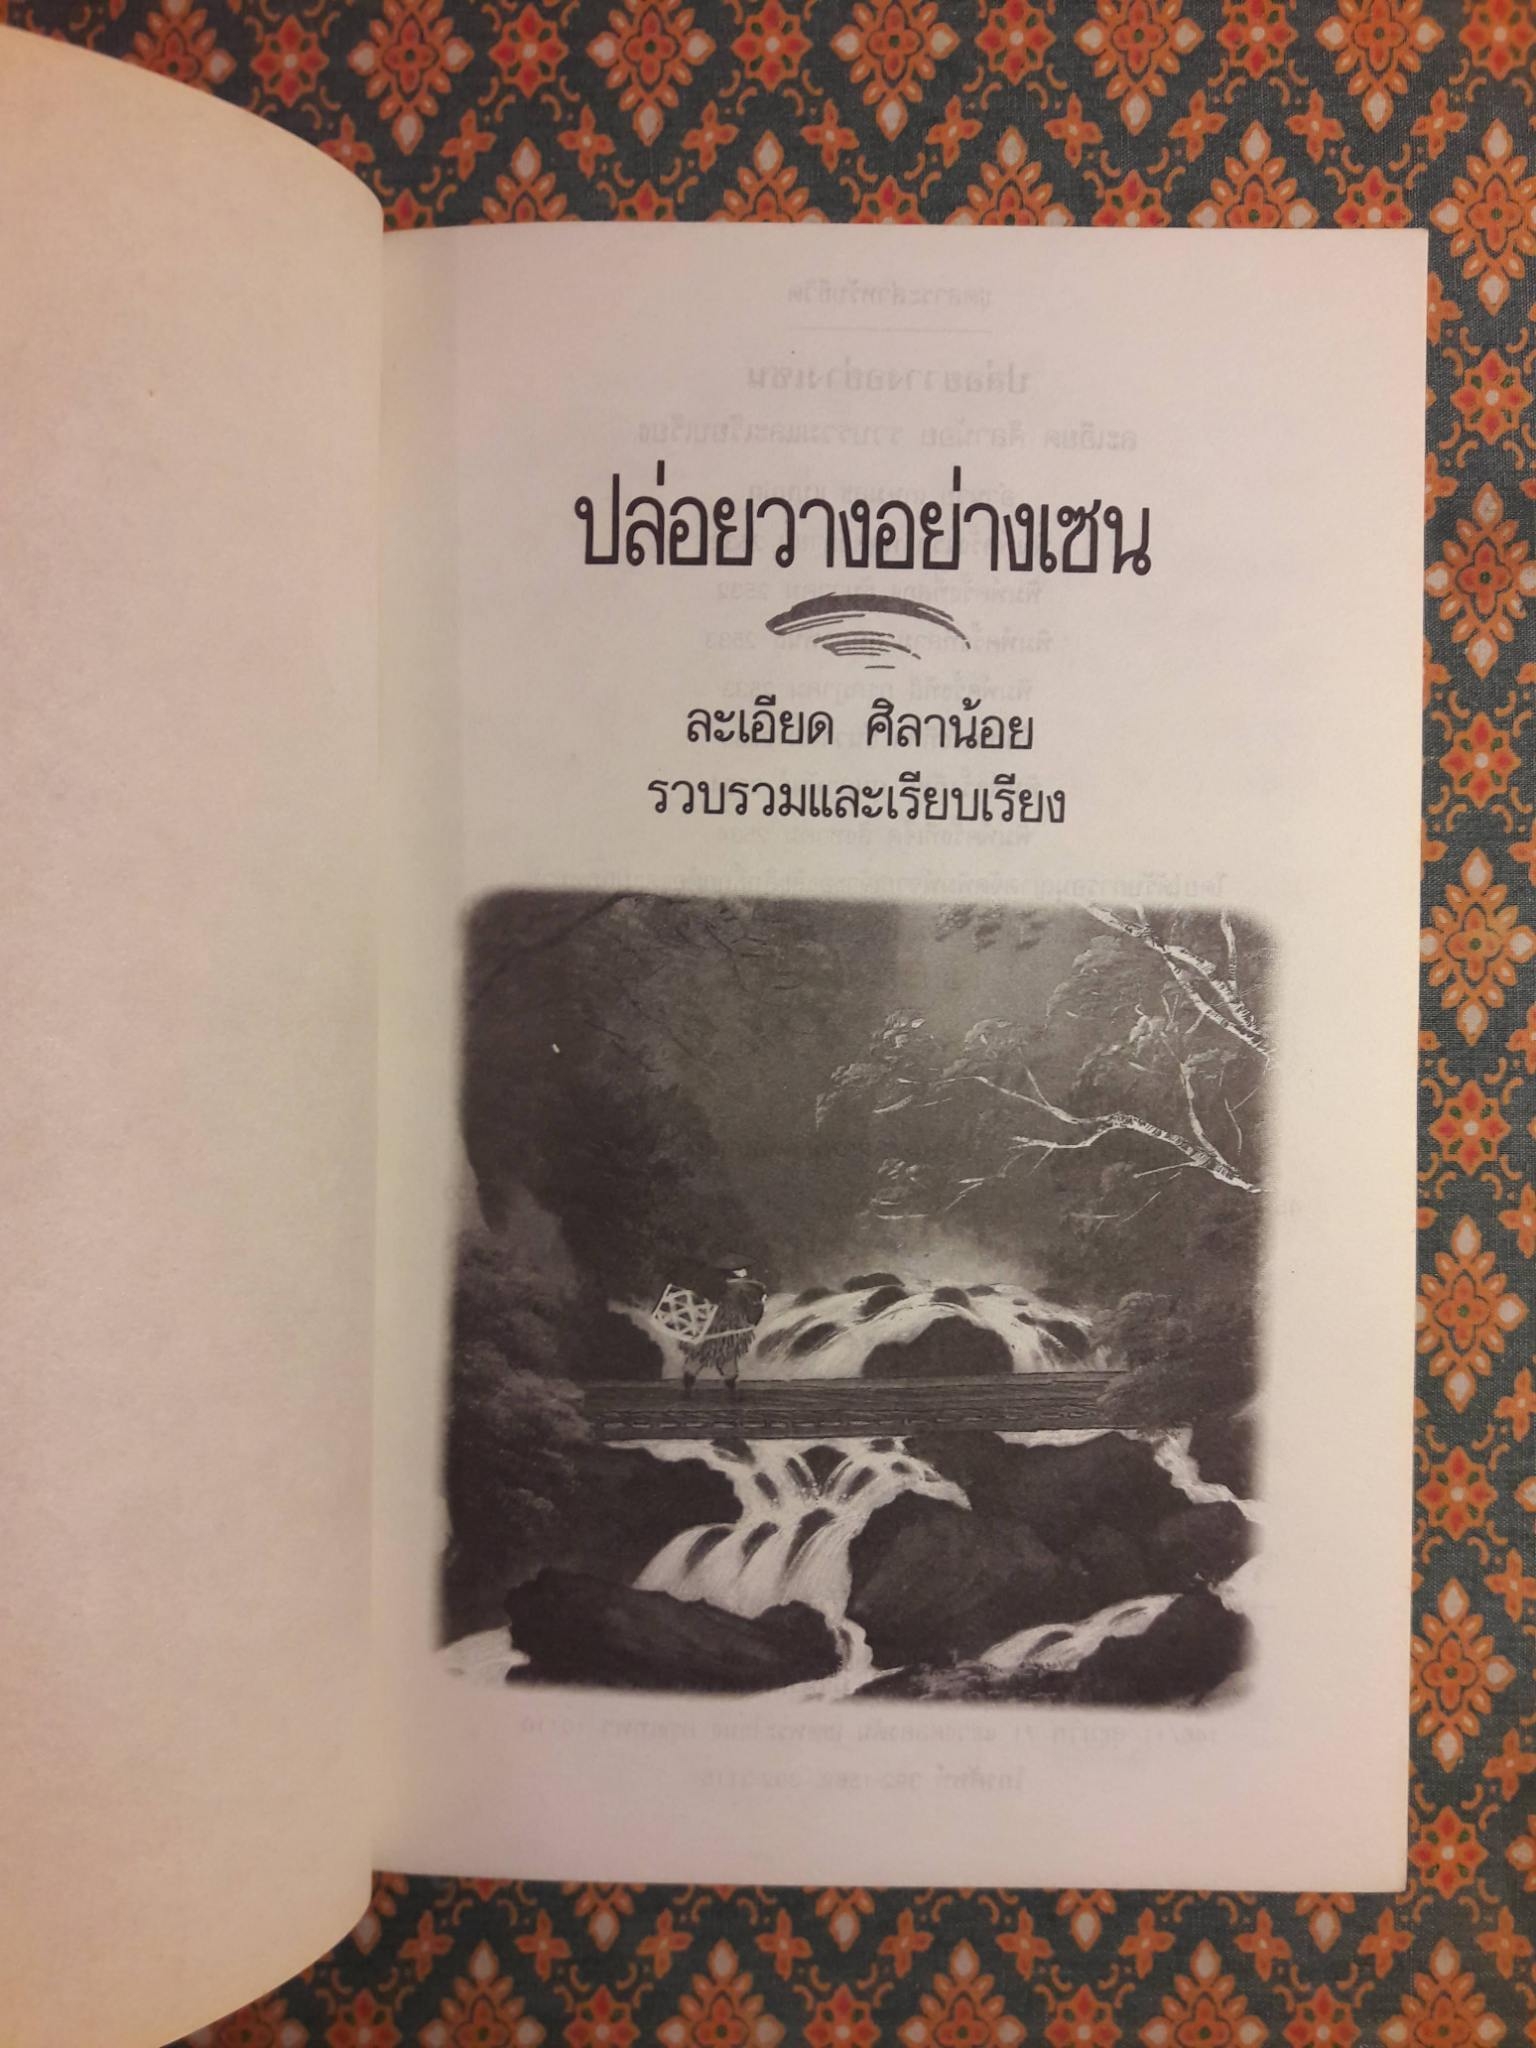 ปล่อยวางอย่างเซน
ละเอียด ศิลาน้อย
รวบรวมและเรียบเรียง